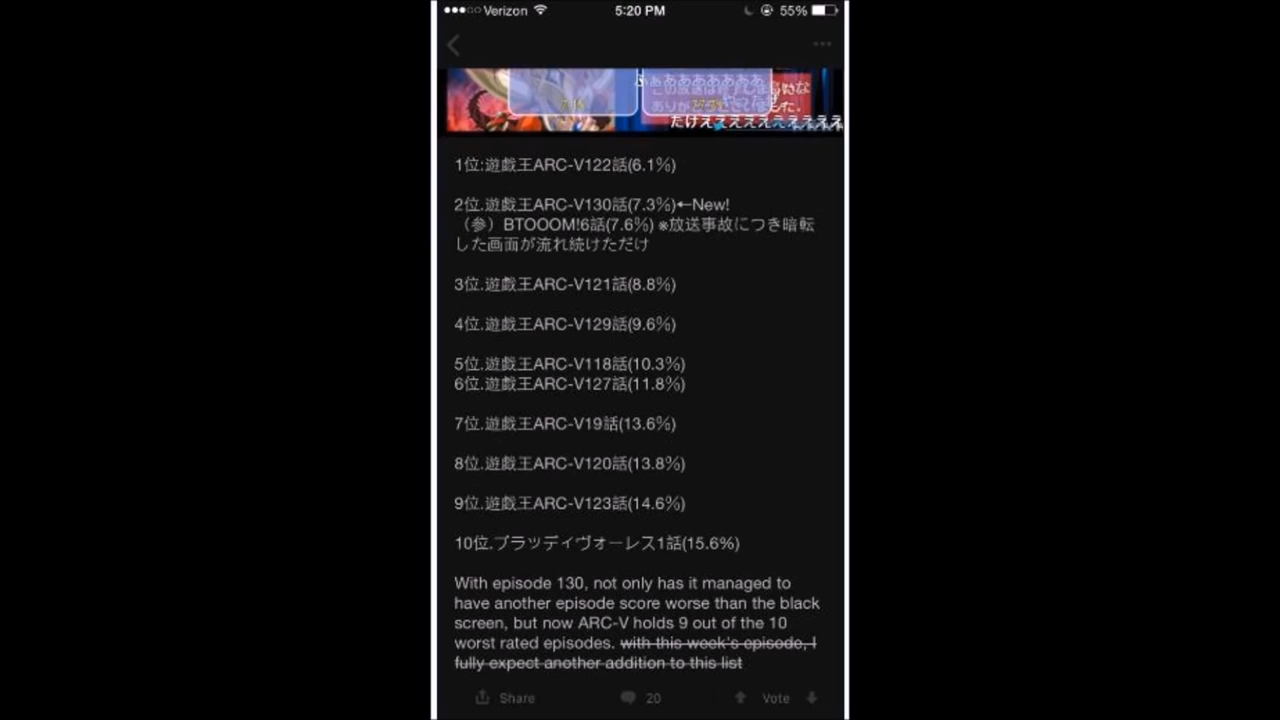 Verizon 5:20 PM 55%
たけええええええええええ
1位:遊戯王ARC-V122話(6.1%)
2位.遊戯王ARC-V130話(7.3%)←New!
（参）BTOOOM!6話(7.6%) ※放送事故につき暗転
した画面が流れ続けただけ
3位.遊戯王ARC-V121話(8.8%)
4位.遊戯王ARC-V129話(9.6%)
5位.遊戯王ARC-V118話(10.3%)
6位.遊戯王ARC-V127話(11.8%)
7位.遊戯王ARC-V19話(13.6%)
8位.遊戯王ARC-V120話(13.8%)
9位.遊戯王ARC-V123話(14.6%)
10位.ブラッディヴォーレス1話(15.6%)
With episode 130, not only has it managed to
have another episode score worse than the black
screen, but now ARC-V holds 9 out of the 10
worst rated episodes. with this week's episode, I
fully expect another addition to this list
Share 20 Vote